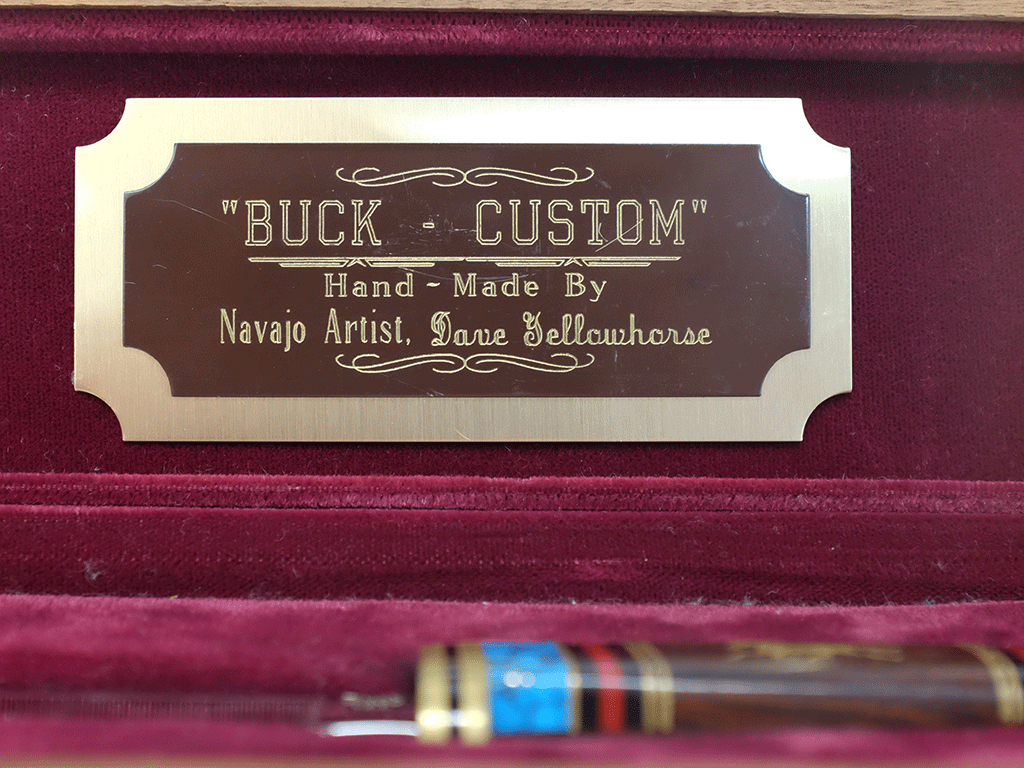 "BUCK - CUSTOM"
Hand - Made By
Navajo Artist, Dave Yellowhorse